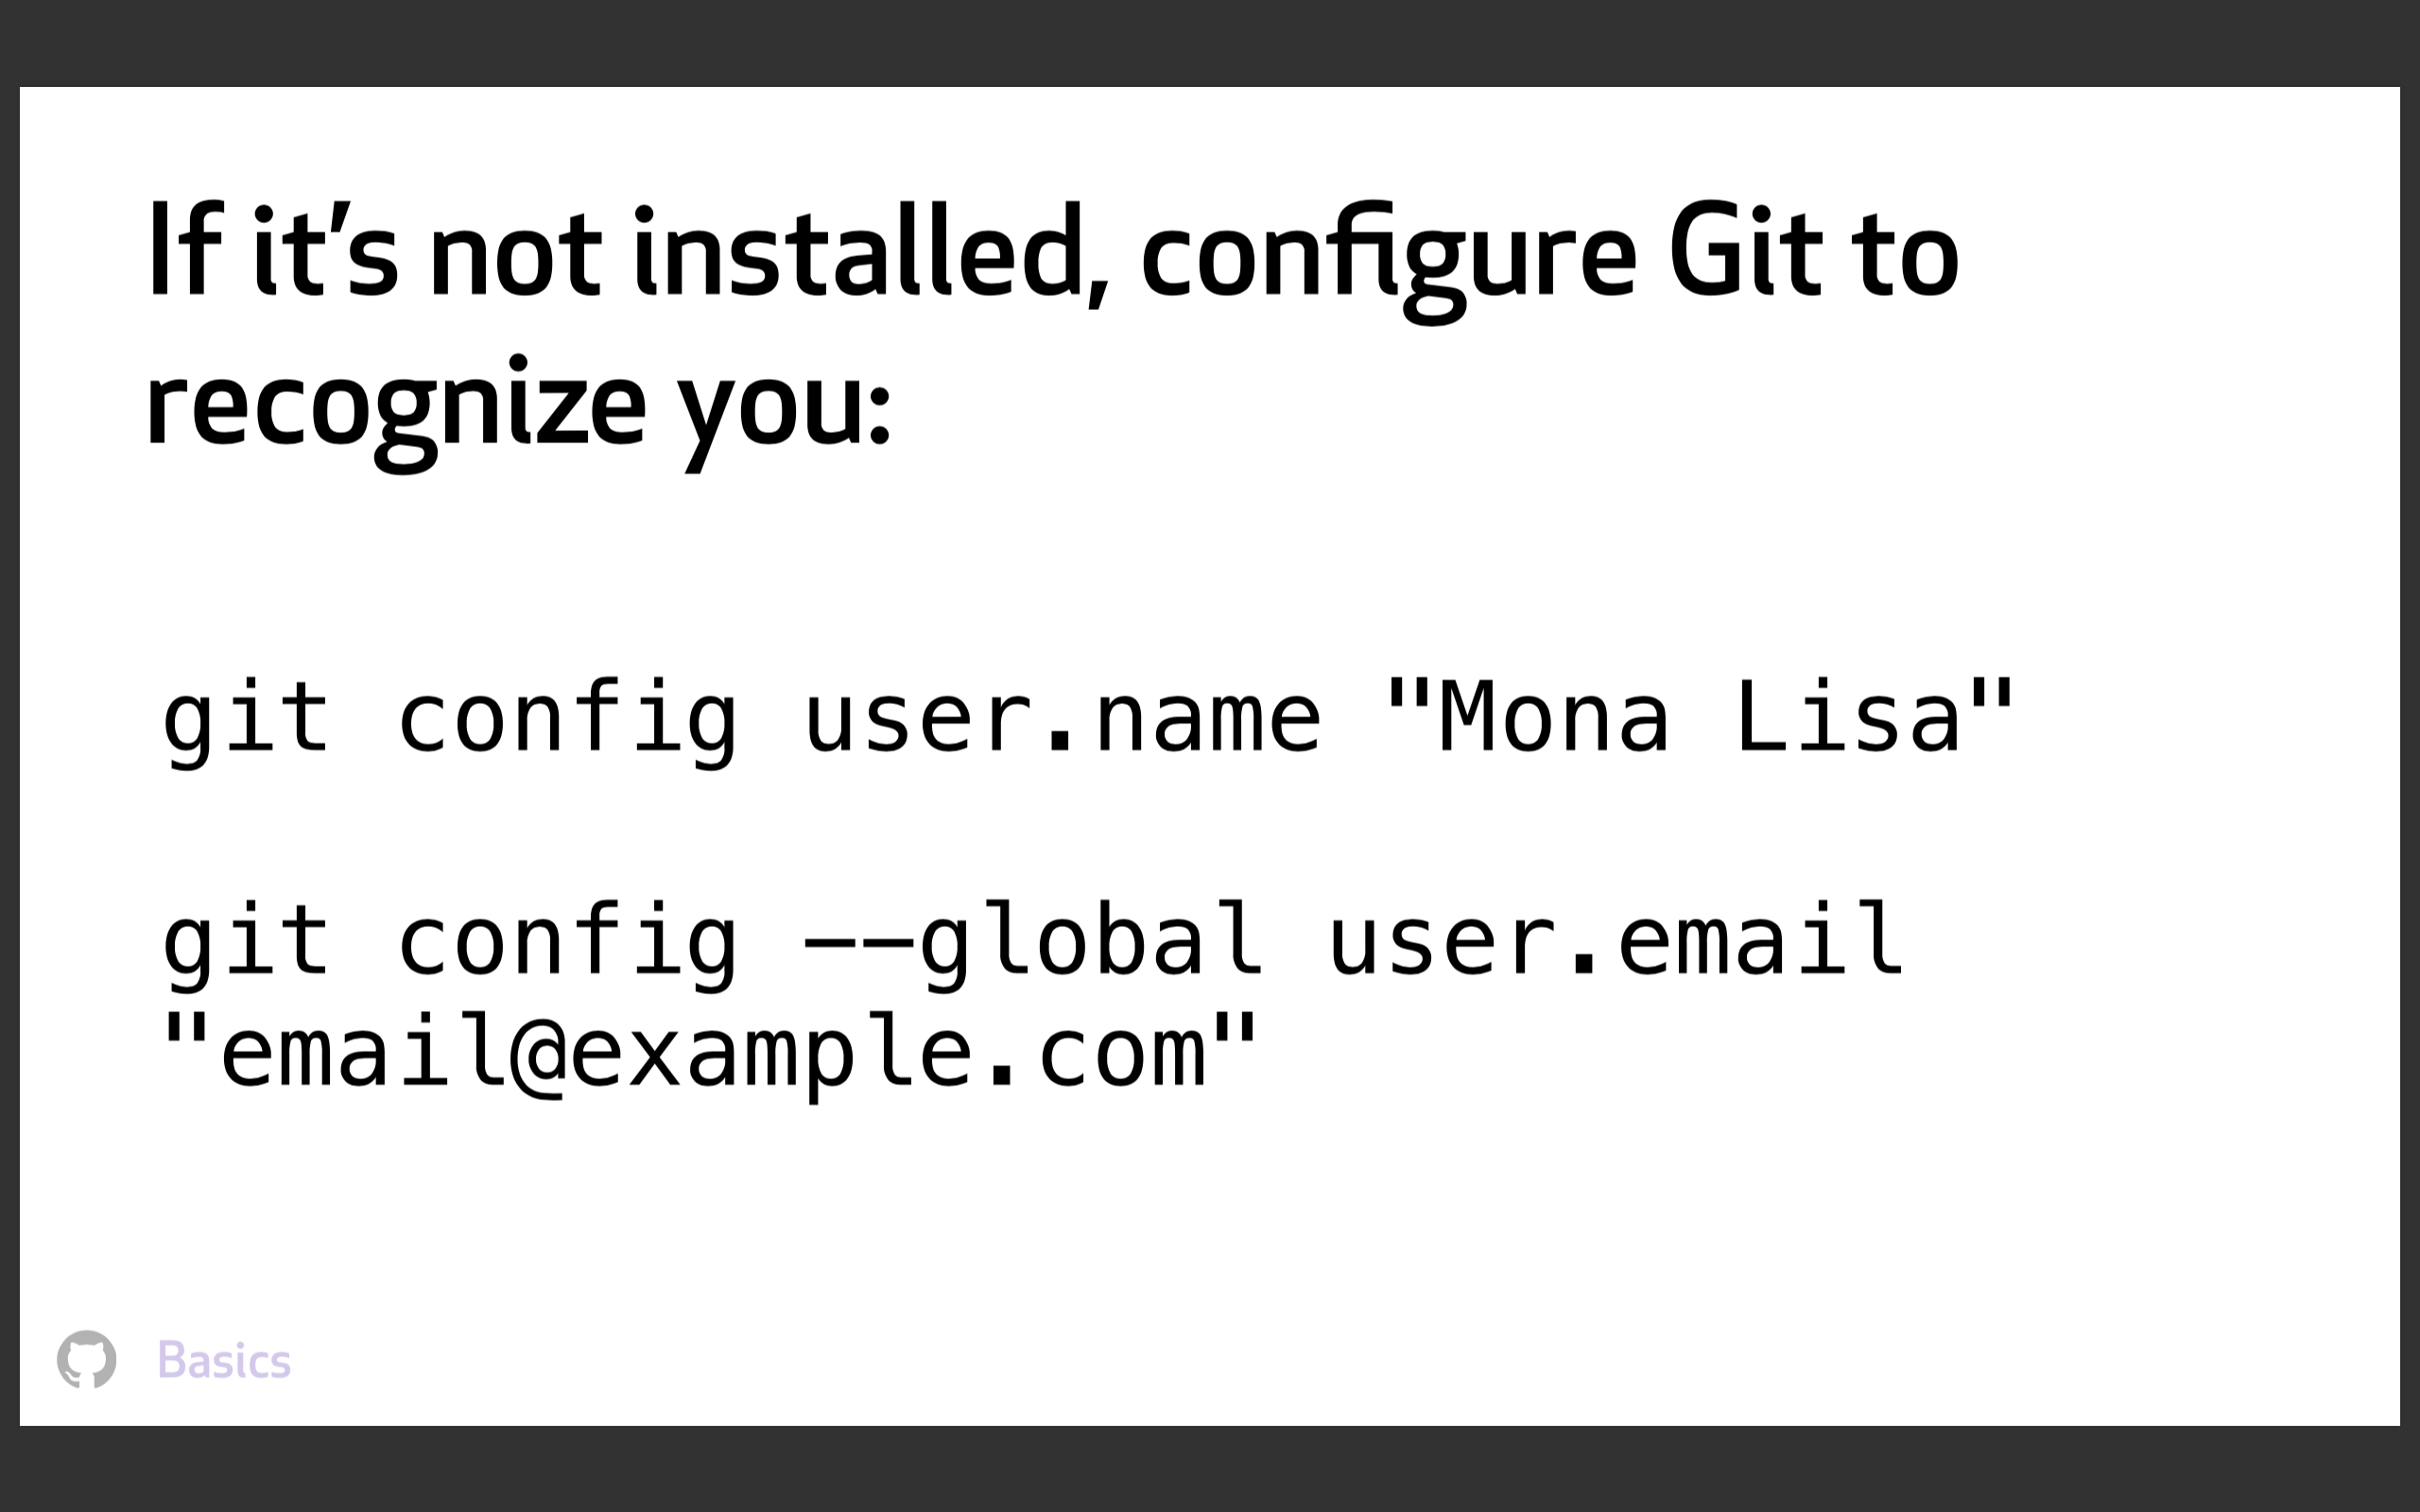 If it’s not installed, configure Git to
recognize you:
git config user.name "Mona Lisa"
git config --global user.email
"email@example.com"
Basics